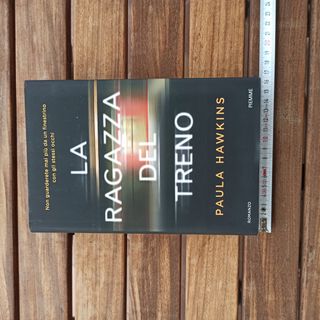 Non guarderete mai più da un finestrino
con gli stessi occhi
LA
RAGAZZA
DEL
TRENO
PAULA HAWKINS
ROMANZO
PIEMME